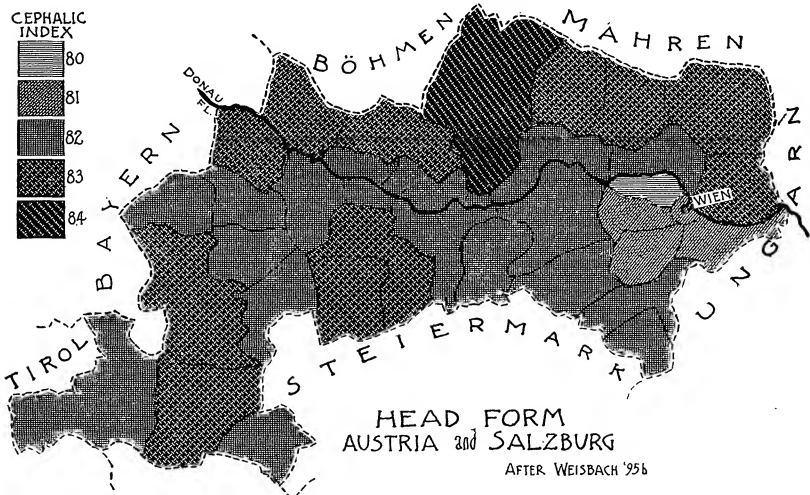 CEPHALIC
INDEX
80
81
82
83
84
BÖHMEN
MÄHREN
DONAU
FL.
BAYERN
WIEN
UNGARN
TIROL
STEIERMARK
HEAD FORM
AUSTRIA and SALZBURG
AFTER WEISBACH '95b